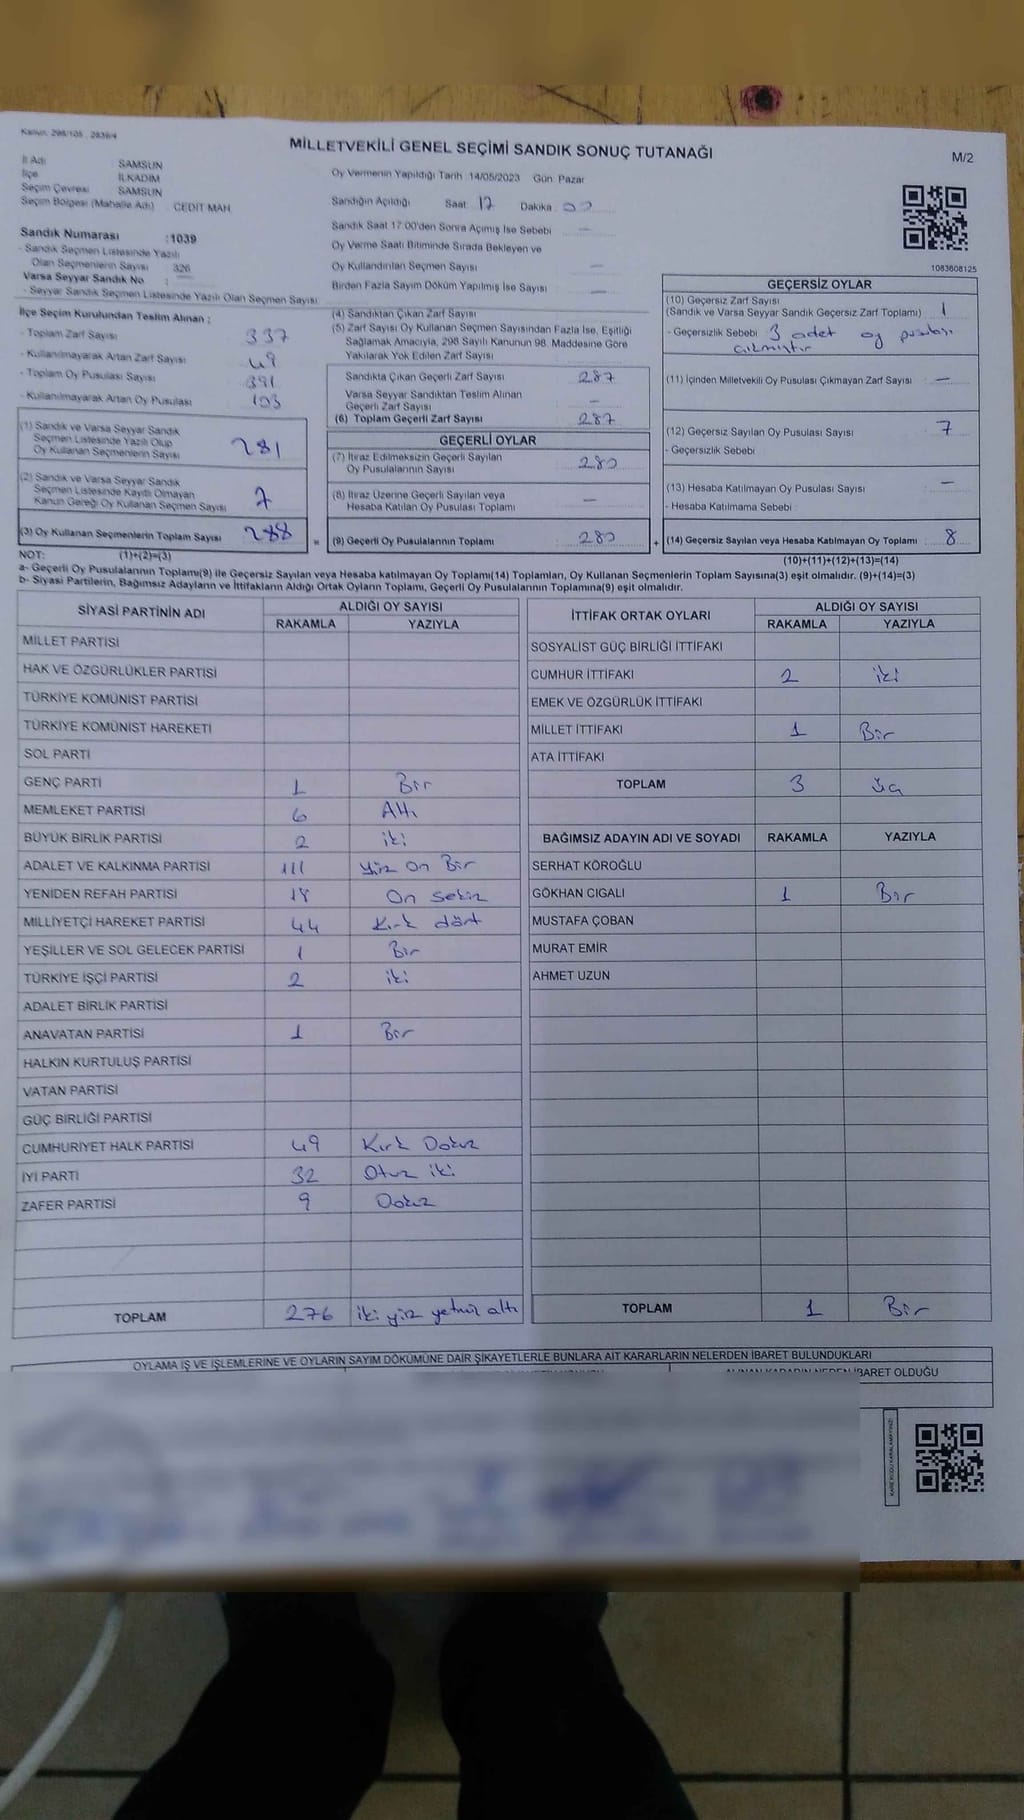 Kanun. 298/105 . 2839/4
MİLLETVEKİLİ GENEL SEÇİMİ SANDIK SONUÇ TUTANAĞI
M/2
İl Adı SAMSUN
İlçe İLKADIM
Seçim Çevresi SAMSUN
Seçim Bölgesi (Mahalle Adı) CEDİT MAH
Sandık Numarası :1039
- Sandık Seçmen Listesinde Yazılı
Olan Seçmenlerin Sayısı 326
Varsa Seyyar Sandık No :
- Seyyar Sandık Seçmen Listesinde Yazılı Olan Seçmen Sayısı
Oy Vermenin Yapıldığı Tarih :14/05/2023 Gün: Pazar
Sandığın Açıldığı Saat 17 Dakika 00
Sandık Saat 17:00'den Sonra Açımış İse Sebebi —
Oy Verme Saati Bitiminde Sırada Bekleyen ve
Oy Kullandırılan Seçmen Sayısı —
Birden Fazla Sayım Döküm Yapılmış İse Sayısı —
1083608125
İlçe Seçim Kurulundan Teslim Alınan :
- Toplam Zarf Sayısı 337
- Kullanılmayarak Artan Zarf Sayısı 49
- Toplam Oy Pusulası Sayısı 391
- Kullanılmayarak Artan Oy Pusulası 103
(1) Sandık ve Varsa Seyyar Sandık
Seçmen Listesinde Yazılı Olup
Oy Kullanan Seçmenlerin Sayısı 281
(2) Sandık ve Varsa Seyyar Sandık
Seçmen Listesinde Kayıtlı Olmayan
Kanun Gereği Oy Kullanan Seçmen Sayısı 7
(3) Oy Kullanan Seçmenlerin Toplam Sayısı 288
(4) Sandıktan Çıkan Zarf Sayısı
(5) Zarf Sayısı Oy Kullanan Seçmen Sayısından Fazla İse, Eşitliği
Sağlamak Amacıyla, 298 Sayılı Kanunun 98. Maddesine Göre
Yakılarak Yok Edilen Zarf Sayısı
Sandıkta Çıkan Geçerli Zarf Sayısı 287
Varsa Seyyar Sandıktan Teslim Alınan
Geçerli Zarf Sayısı —
(6) Toplam Geçerli Zarf Sayısı 287
GEÇERLİ OYLAR
(7) İtiraz Edilmeksizin Geçerli Sayılan
Oy Pusulalarının Sayısı 280
(8) İtiraz Üzerine Geçerli Sayılan veya
Hesaba Katılan Oy Pusulası Toplamı —
= (9) Geçerli Oy Pusulalarının Toplamı 280
GEÇERSİZ OYLAR
(10) Geçersiz Zarf Sayısı
(Sandık ve Varsa Seyyar Sandık Geçersiz Zarf Toplamı) 1
- Geçersizlik Sebebi 3 adet oy pusulası
çıkmıştır
(11) İçinden Milletvekili Oy Pusulası Çıkmayan Zarf Sayısı : —
(12) Geçersiz Sayılan Oy Pusulası Sayısı : 7
- Geçersizlik Sebebi
(13) Hesaba Katılmayan Oy Pusulası Sayısı : —
- Hesaba Katılmama Sebebi
+ (14) Geçersiz Sayılan veya Hesaba Katılmayan Oy Toplamı : 8
NOT: (1)+(2)=(3)
(10)+(11)+(12)+(13)=(14)
a- Geçerli Oy Pusulalarının Toplamı(9) ile Geçersiz Sayılan veya Hesaba katılmayan Oy Toplamı(14) Toplamları, Oy Kullanan Seçmenlerin Toplam Sayısına(3) eşit olmalıdır. (9)+(14)=(3)
b- Siyasi Partilerin, Bağımsız Adayların ve İttifakların Aldığı Ortak Oyların Toplamı, Geçerli Oy Pusulalarının Toplamına(9) eşit olmalıdır.
SİYASİ PARTİNİN ADI ALDIĞI OY SAYISI
RAKAMLA YAZIYLA
MİLLET PARTİSİ
HAK VE ÖZGÜRLÜKLER PARTİSİ
TÜRKİYE KOMÜNİST PARTİSİ
TÜRKİYE KOMÜNİST HAREKETİ
SOL PARTİ
GENÇ PARTİ 1 Bir
MEMLEKET PARTİSİ 6 Altı
BÜYÜK BİRLİK PARTİSİ 2 iki
ADALET VE KALKINMA PARTİSİ 111 Yüz On Bir
YENİDEN REFAH PARTİSİ 18 On sekiz
MİLLİYETÇİ HAREKET PARTİSİ 44 Kırk dört
YEŞİLLER VE SOL GELECEK PARTİSİ 1 Bir
TÜRKİYE İŞÇİ PARTİSİ 2 iki
ADALET BİRLİK PARTİSİ
ANAVATAN PARTİSİ 1 Bir
HALKIN KURTULUŞ PARTİSİ
VATAN PARTİSİ
GÜÇ BİRLİĞİ PARTİSİ
CUMHURİYET HALK PARTİSİ 49 Kırk Dokuz
İYİ PARTİ 32 Otuz iki
ZAFER PARTİSİ 9 Dokuz
TOPLAM 276 iki yüz yetmiş altı
İTTİFAK ORTAK OYLARI ALDIĞI OY SAYISI
RAKAMLA YAZIYLA
SOSYALİST GÜÇ BİRLİĞİ İTTİFAKI
CUMHUR İTTİFAKI 2 iki
EMEK VE ÖZGÜRLÜK İTTİFAKI
MİLLET İTTİFAKI 1 Bir
ATA İTTİFAKI
TOPLAM 3 üç
BAĞIMSIZ ADAYIN ADI VE SOYADI RAKAMLA YAZIYLA
SERHAT KÖROĞLU
GÖKHAN CIGALI 1 Bir
MUSTAFA ÇOBAN
MURAT EMİR
AHMET UZUN
TOPLAM 1 Bir
OYLAMA İŞ VE İŞLEMLERİNE VE OYLARIN SAYIM DÖKÜMÜNE DAİR ŞİKAYETLERLE BUNLARA AİT KARARLARIN NELERDEN İBARET BULUNDUKLARI
ALINAN KARARIN NEDEN İBARET OLDUĞU
KARE KODU KARALAMAYINIZ!